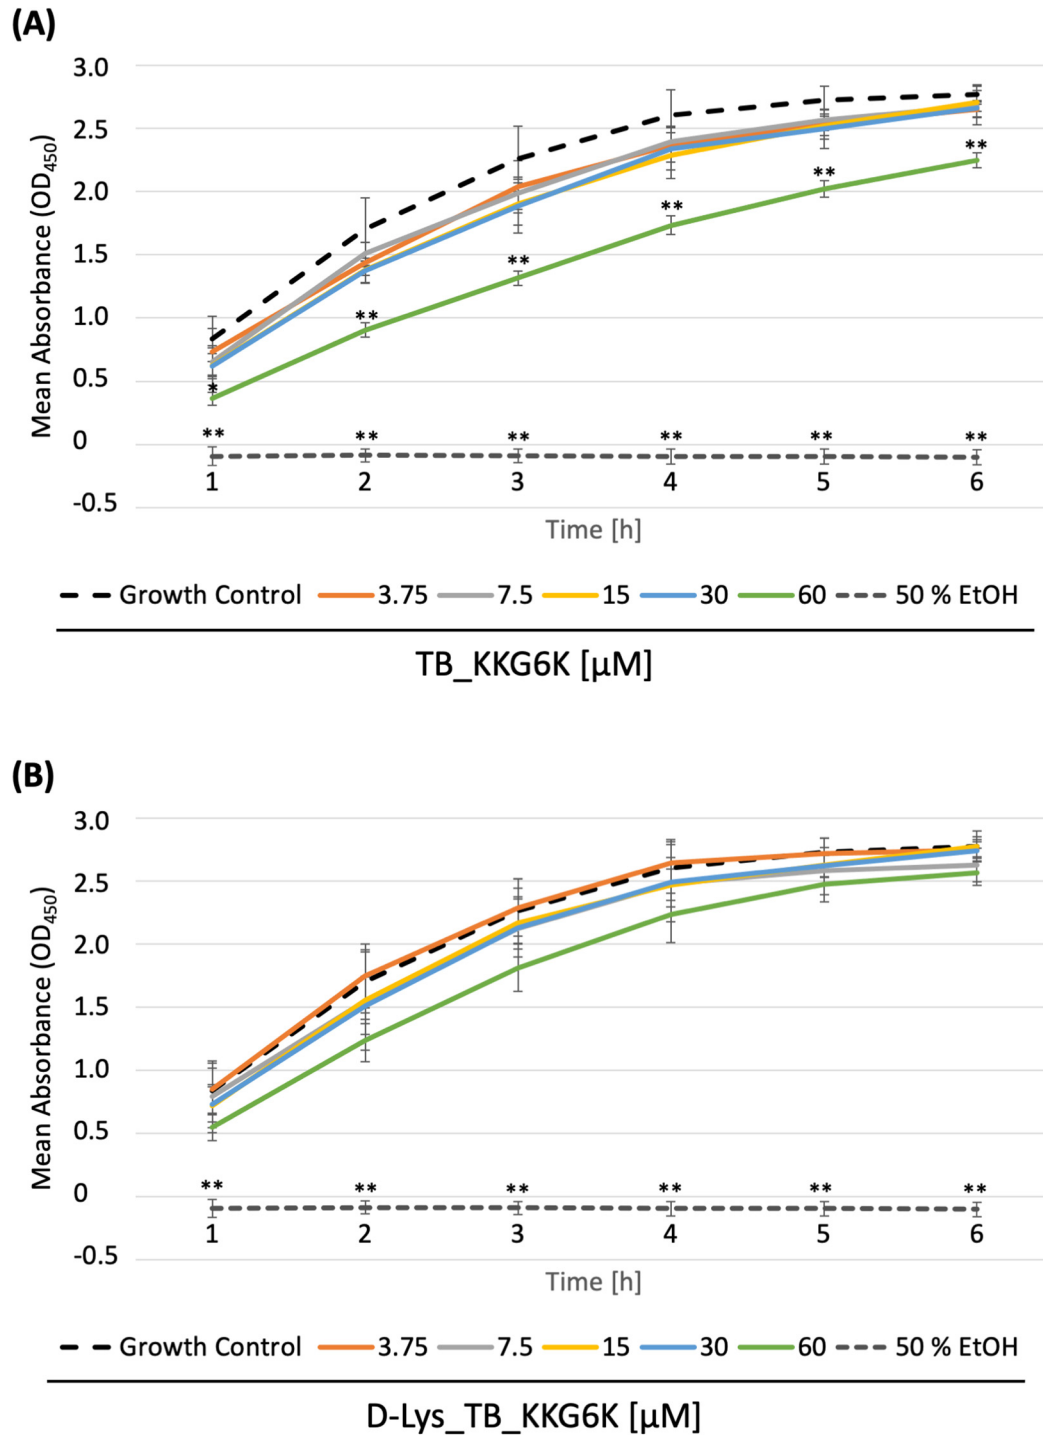 (A)
3.0
2.5
2.0
1.5
1.0
0.5
0
-0.5
Mean Absorbance (OD450)
** ** ** ** **
*
** ** ** ** ** **
1 2 3 4 5 6
Time [h]
Growth Control 3.75 7.5 15 30 60 50 % EtOH
TB_KKG6K [µM]
(B)
3.0
2.5
2.0
1.5
1.0
0.5
0
-0.5
Mean Absorbance (OD450)
** ** ** ** ** **
1 2 3 4 5 6
Time [h]
Growth Control 3.75 7.5 15 30 60 50 % EtOH
D-Lys_TB_KKG6K [µM]